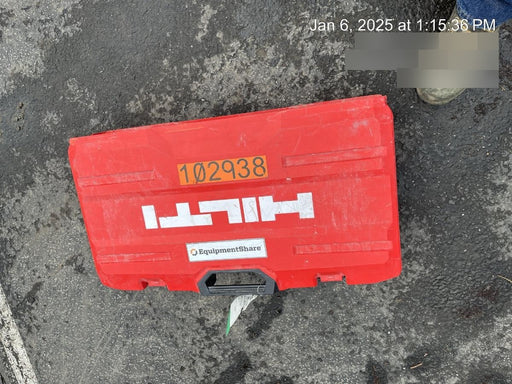 Jan 6, 2025 at 1:15:36 PM
102938
HILTI
EquipmentShare